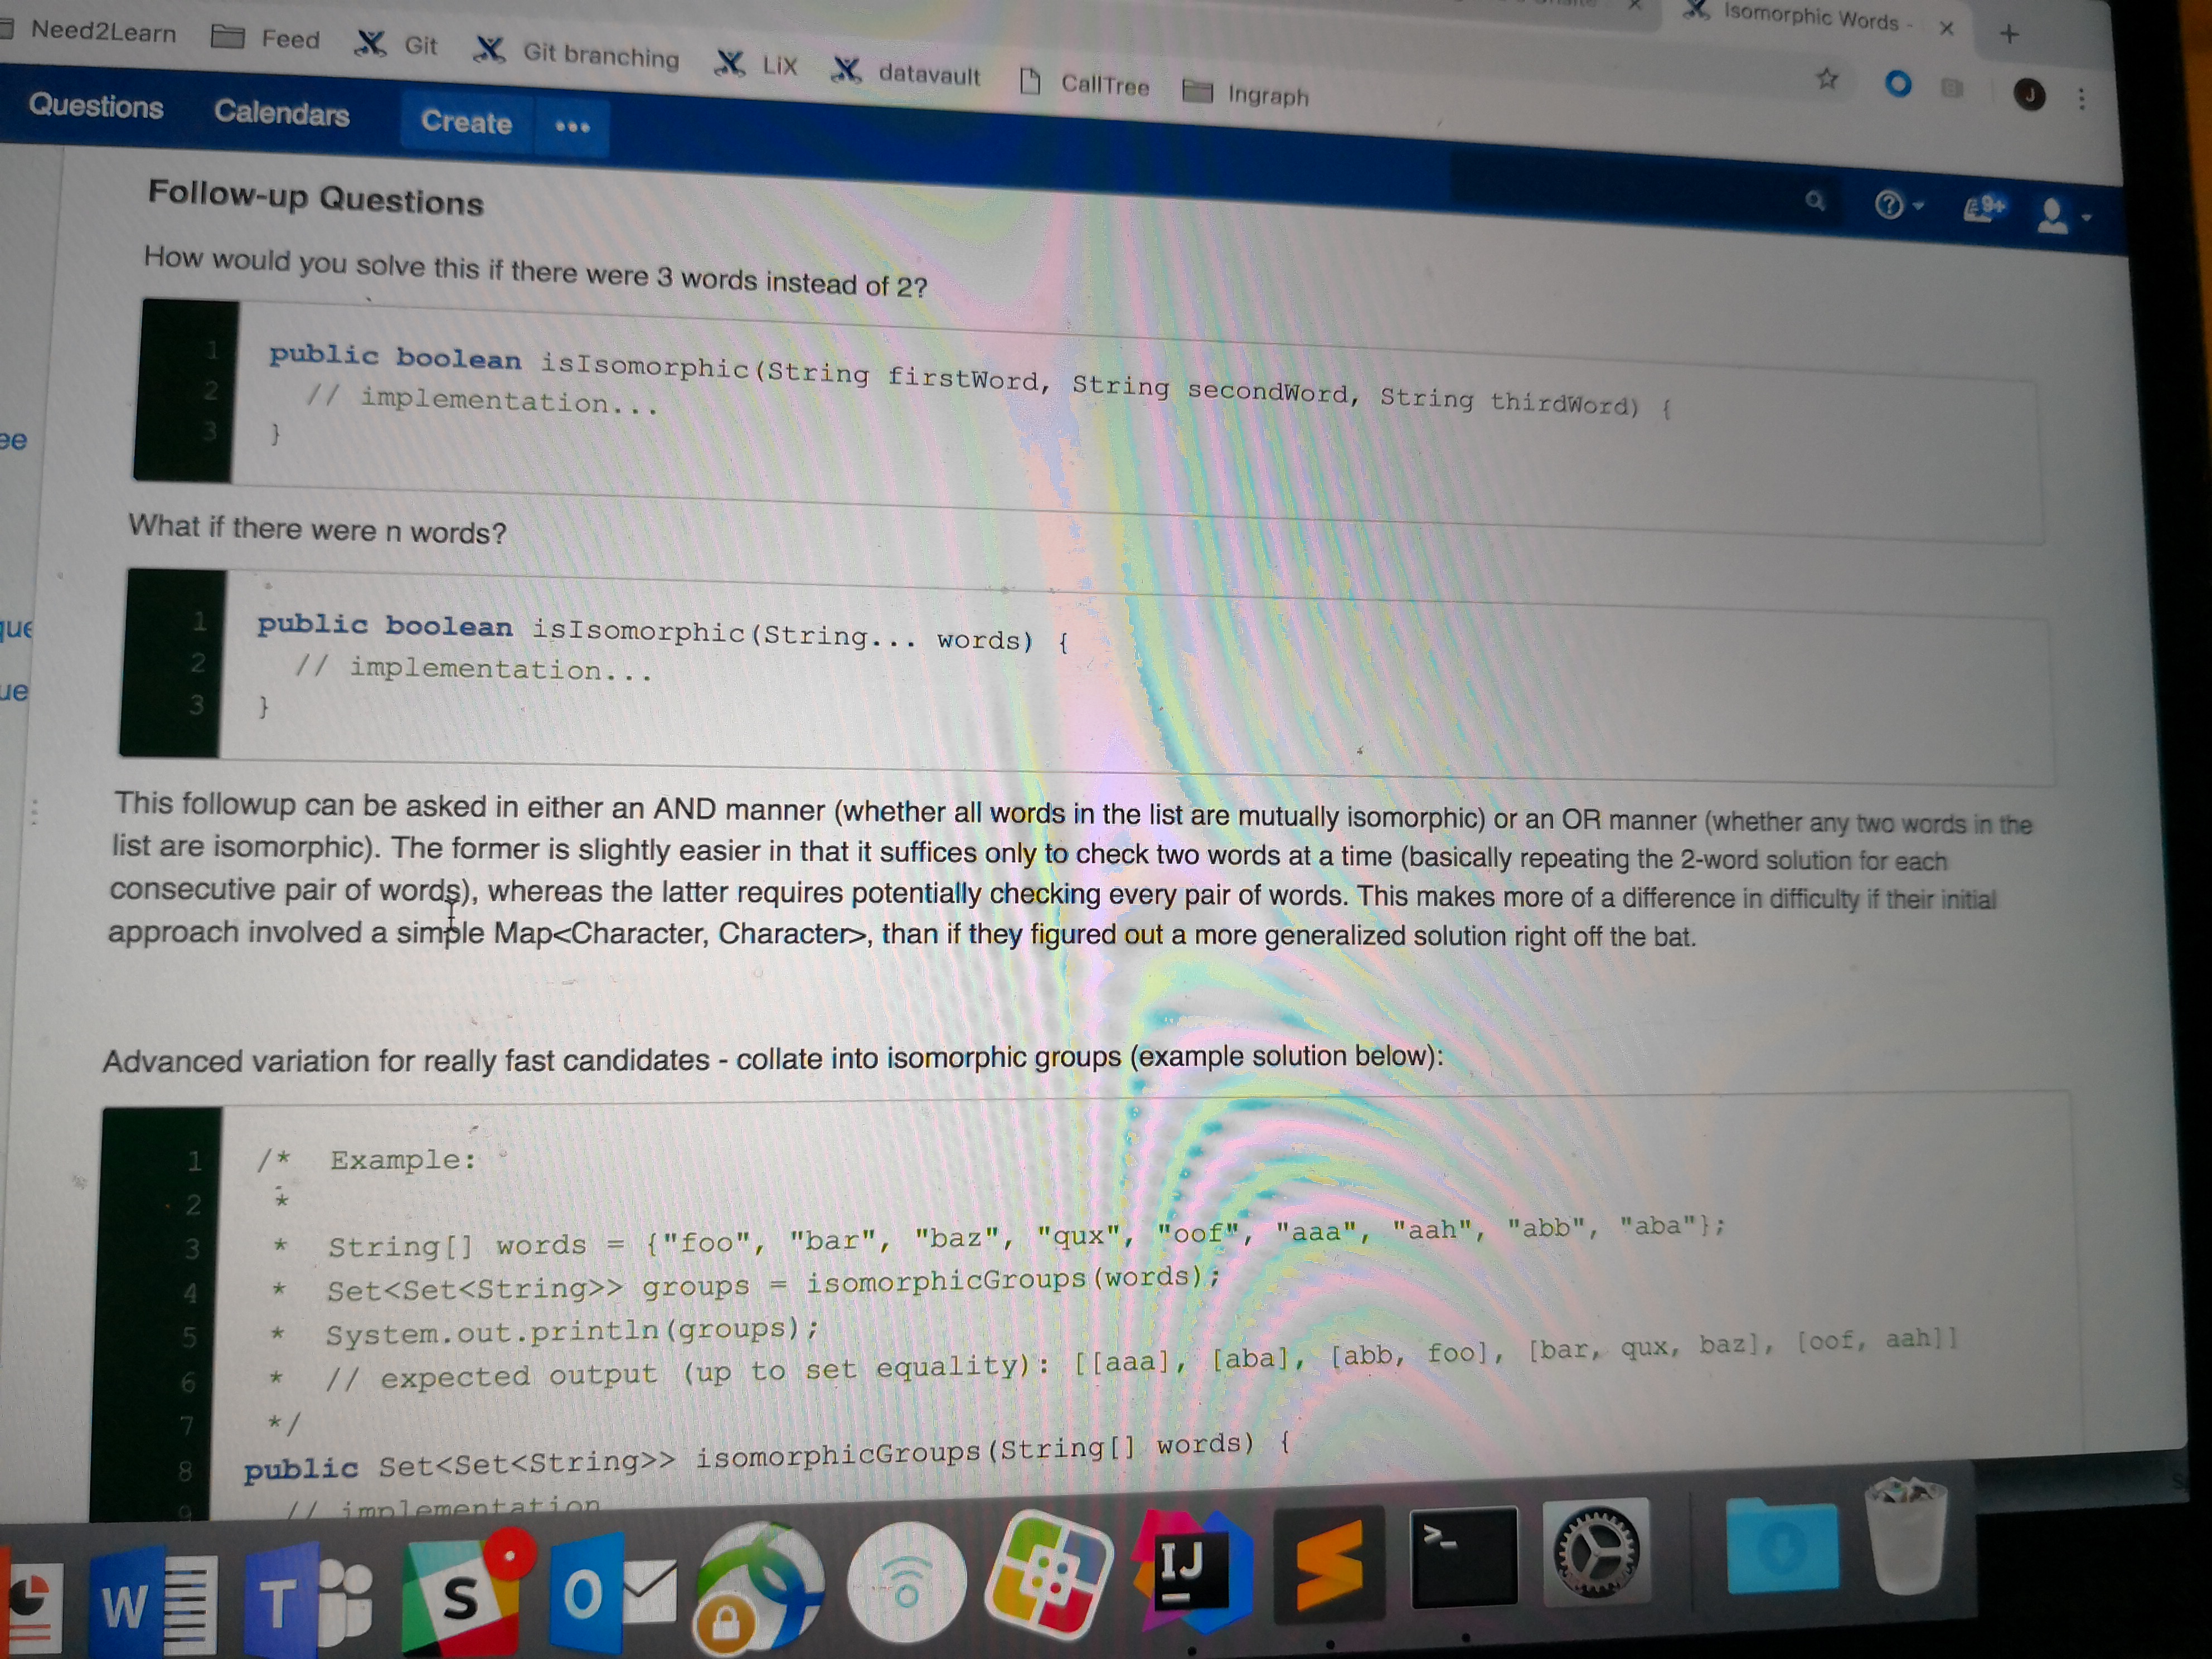 Isomorphic Words -
Need2Learn Feed Git Git branching LiX datavault CallTree Ingraph
J
Questions Calendars Create
9+
Follow-up Questions
How would you solve this if there were 3 words instead of 2?
1 public boolean isIsomorphic(String firstWord, String secondWord, String thirdWord) {
2 // implementation...
3 }
ee
What if there were n words?
1 public boolean isIsomorphic(String... words) {
2 // implementation...
3 }
que
ue
This followup can be asked in either an AND manner (whether all words in the list are mutually isomorphic) or an OR manner (whether any two words in the
list are isomorphic). The former is slightly easier in that it suffices only to check two words at a time (basically repeating the 2-word solution for each
consecutive pair of words), whereas the latter requires potentially checking every pair of words. This makes more of a difference in difficulty if their initial
approach involved a simple Map<Character, Character>, than if they figured out a more generalized solution right off the bat.
Advanced variation for really fast candidates - collate into isomorphic groups (example solution below):
1 /* Example:
2 *
3 * String[] words = {"foo", "bar", "baz", "qux", "oof", "aaa", "aah", "abb", "aba"};
4 * Set<Set<String>> groups = isomorphicGroups(words);
5 * System.out.println(groups);
6 * // expected output (up to set equality): [[aaa], [aba], [abb, foo], [bar, qux, baz], [oof, aah]]
7 */
8 public Set<Set<String>> isomorphicGroups(String[] words) {
9 // implementation
W T S O IJ >_